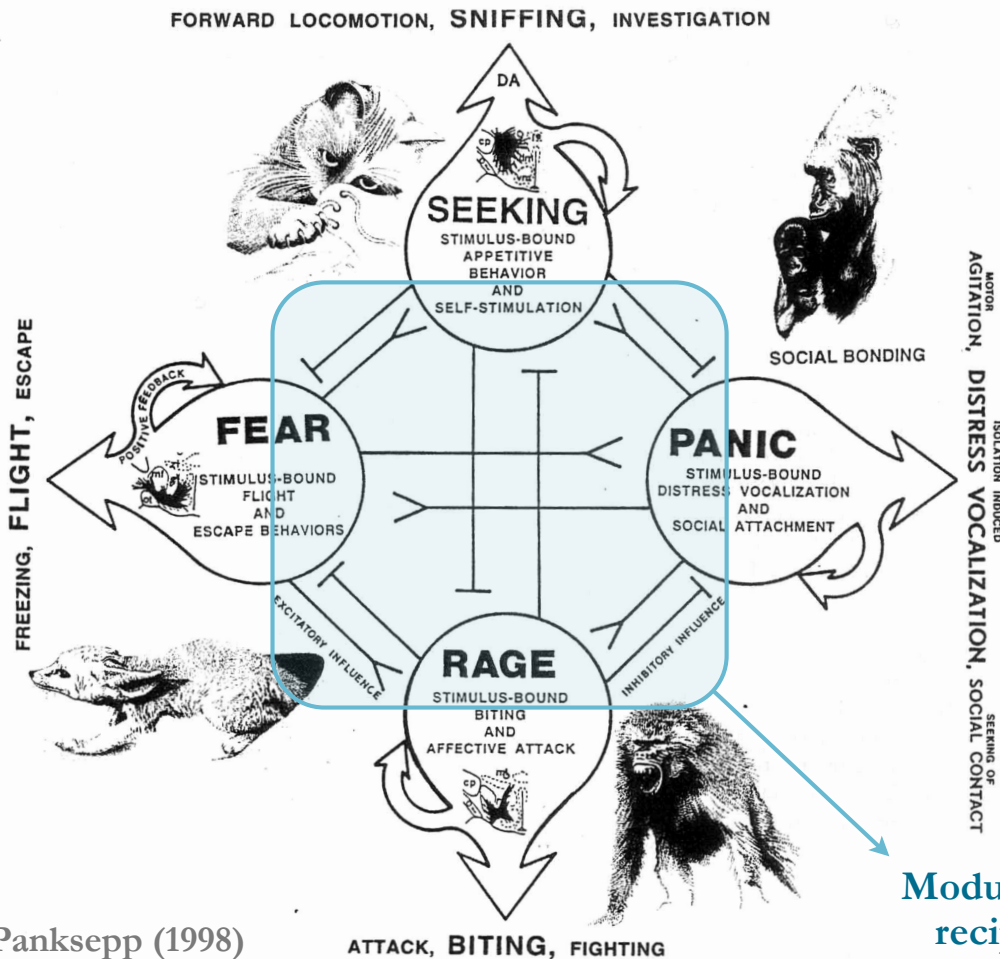 FORWARD LOCOMOTION, SNIFFING, INVESTIGATION
DA
SEEKING
STIMULUS-BOUND
APPETITIVE
BEHAVIOR
AND
SELF-STIMULATION
SOCIAL BONDING
FREEZING, FLIGHT, ESCAPE
POSITIVE FEEDBACK
FEAR
STIMULUS-BOUND
FLIGHT
AND
ESCAPE BEHAVIORS
PANIC
STIMULUS-BOUND
DISTRESS VOCALIZATION
AND
SOCIAL ATTACHMENT
MOTOR
AGITATION,
ISOLATION INDUCED
DISTRESS VOCALIZATION,
SEEKING OF
SOCIAL CONTACT
EXCITATORY INFLUENCE
INHIBITORY INFLUENCE
RAGE
STIMULUS-BOUND
BITING
AND
AFFECTIVE ATTACK
ATTACK, BITING, FIGHTING
Panksepp (1998)